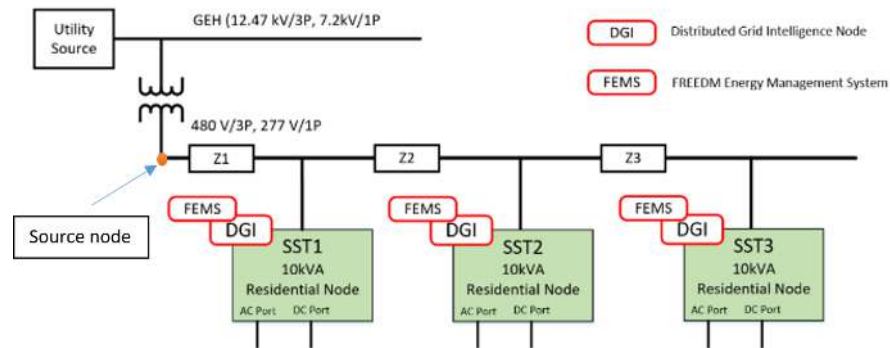 Utility
Source
GEH (12.47 kV/3P, 7.2kV/1P
DGI
Distributed Grid Intelligence Node
FEMS
FREEDM Energy Management System
480 V/3P, 277 V/1P
Z1
Z2
Z3
Source node
FEMS
DGI
SST1
10kVA
Residential Node
AC Port
DC Port
FEMS
DGI
SST2
10kVA
Residential Node
AC Port
DC Port
FEMS
DGI
SST3
10kVA
Residential Node
AC Port
DC Port